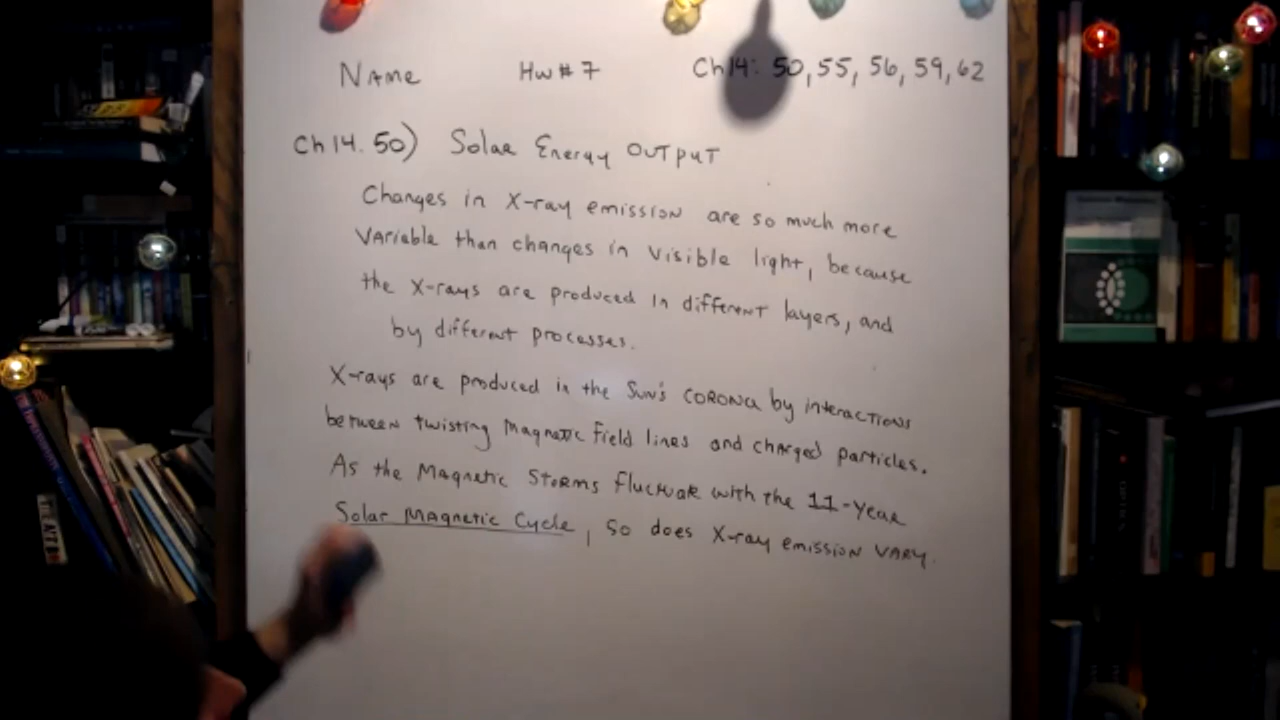 NAME HW#7 Ch14: 50, 55, 56, 59, 62
Ch14. 50) Solar Energy OUTPUT
Changes in X-ray emission are so much more
variable than changes in visible light, because
the X-rays are produced in different layers, and
by different processes.
X-rays are produced in the Sun's CORONA by interactions
between twisting Magnetic field lines and charged particles.
As the Magnetic Storms fluctuate with the 11-year
Solar Magnetic Cycle, so does X-ray emission VARY.